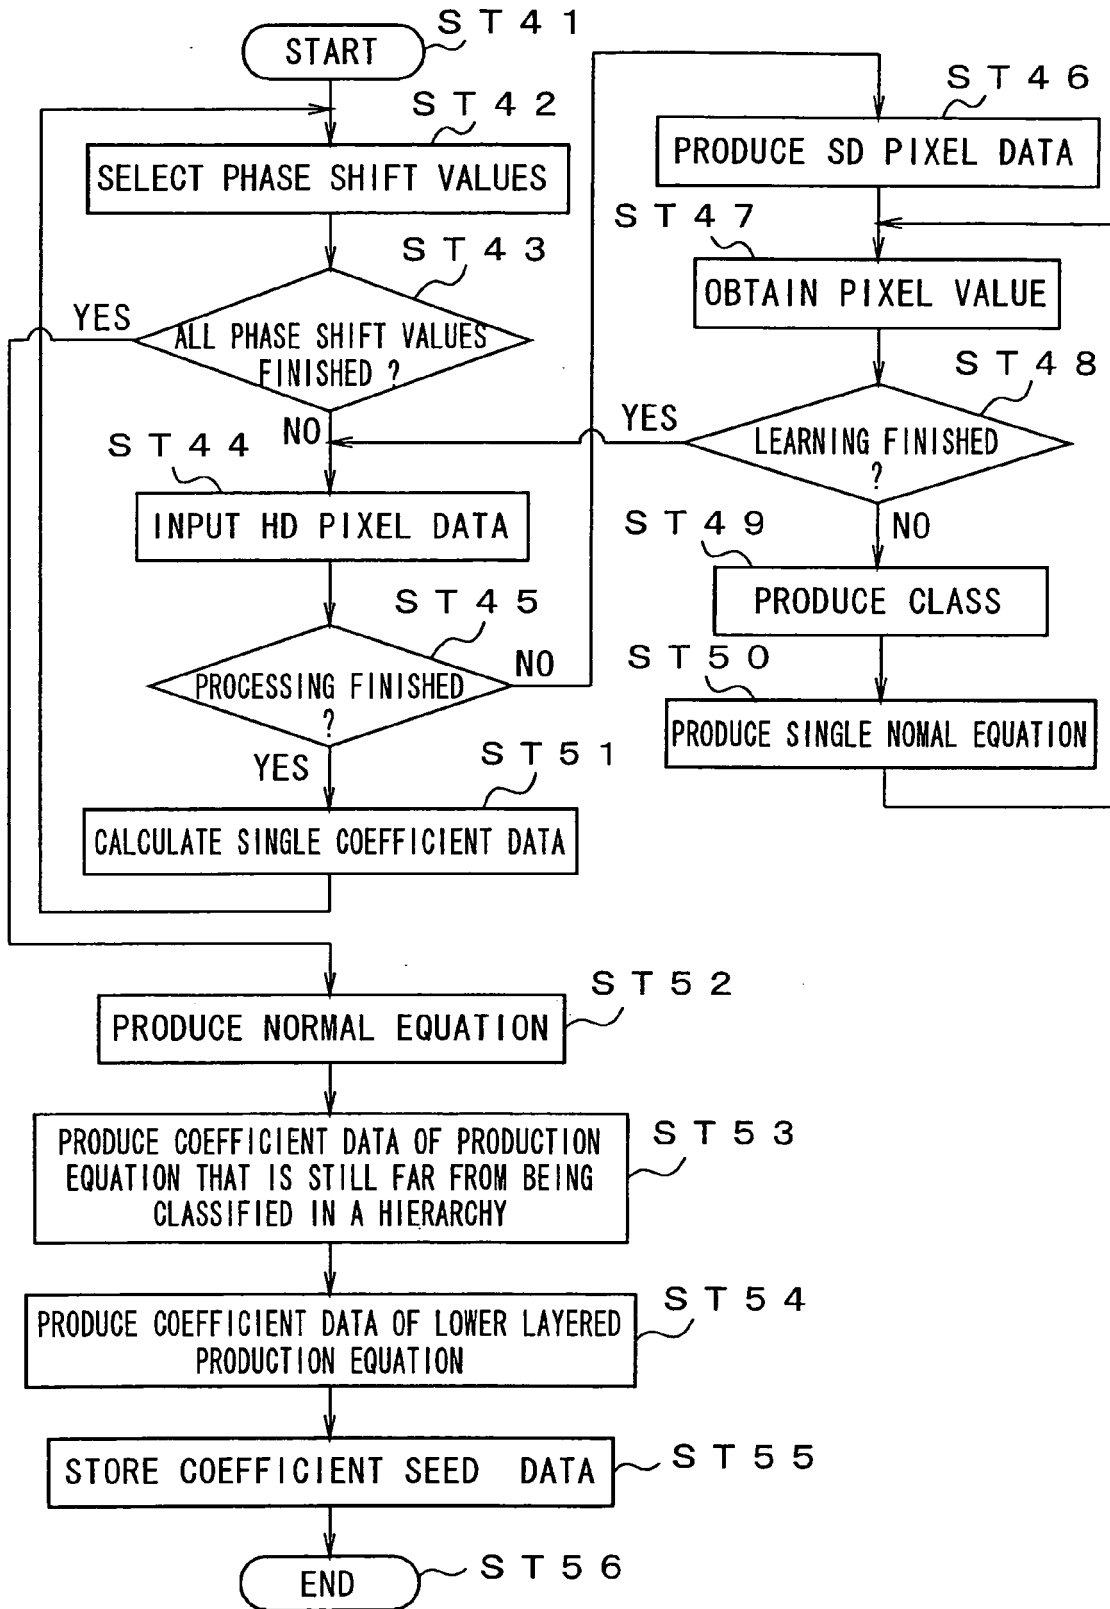 ST41
START
ST42
SELECT PHASE SHIFT VALUES
ST43
YES
ALL PHASE SHIFT VALUES
FINISHED ?
NO
ST44
INPUT HD PIXEL DATA
ST45
PROCESSING FINISHED
?
NO
YES
ST46
PRODUCE SD PIXEL DATA
ST47
OBTAIN PIXEL VALUE
ST48
YES
LEARNING FINISHED
?
NO
ST49
PRODUCE CLASS
ST50
PRODUCE SINGLE NOMAL EQUATION
ST51
CALCULATE SINGLE COEFFICIENT DATA
ST52
PRODUCE NORMAL EQUATION
ST53
PRODUCE COEFFICIENT DATA OF PRODUCTION
EQUATION THAT IS STILL FAR FROM BEING
CLASSIFIED IN A HIERARCHY
ST54
PRODUCE COEFFICIENT DATA OF LOWER LAYERED
PRODUCTION EQUATION
ST55
STORE COEFFICIENT SEED DATA
ST56
END